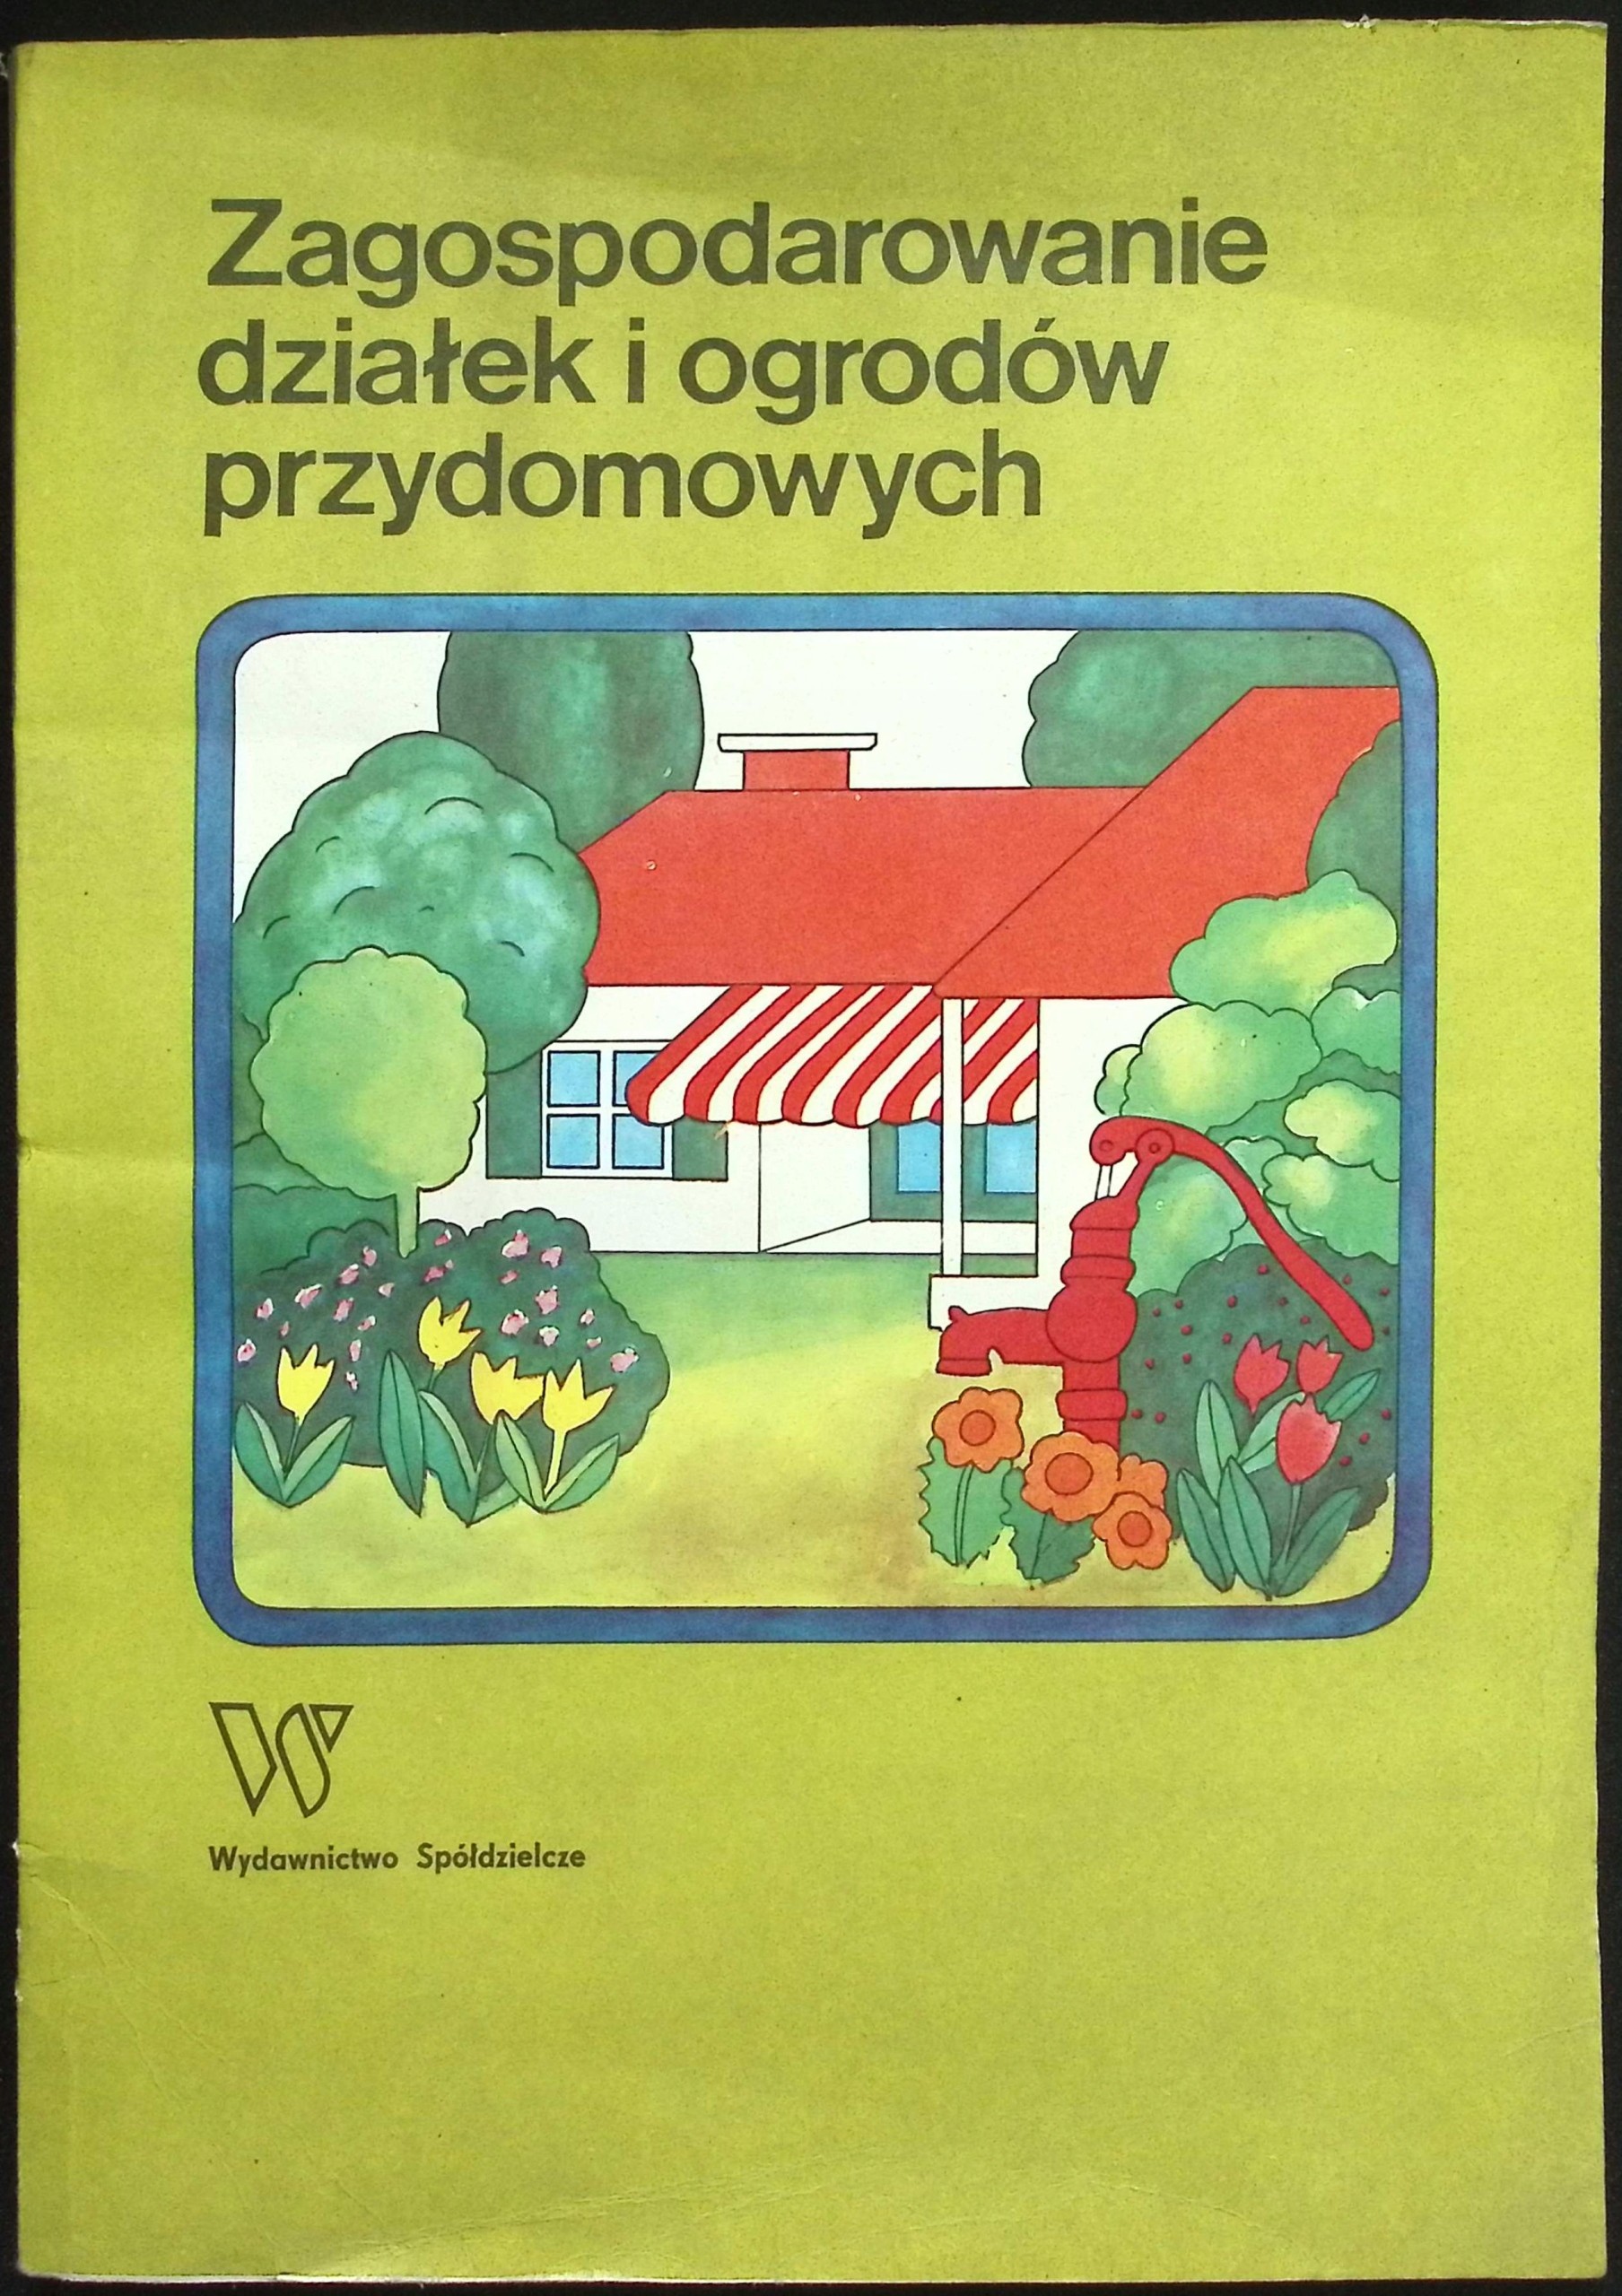 Zagospodarowanie
działek i ogrodów
przydomowych
Wydawnictwo Spółdzielcze